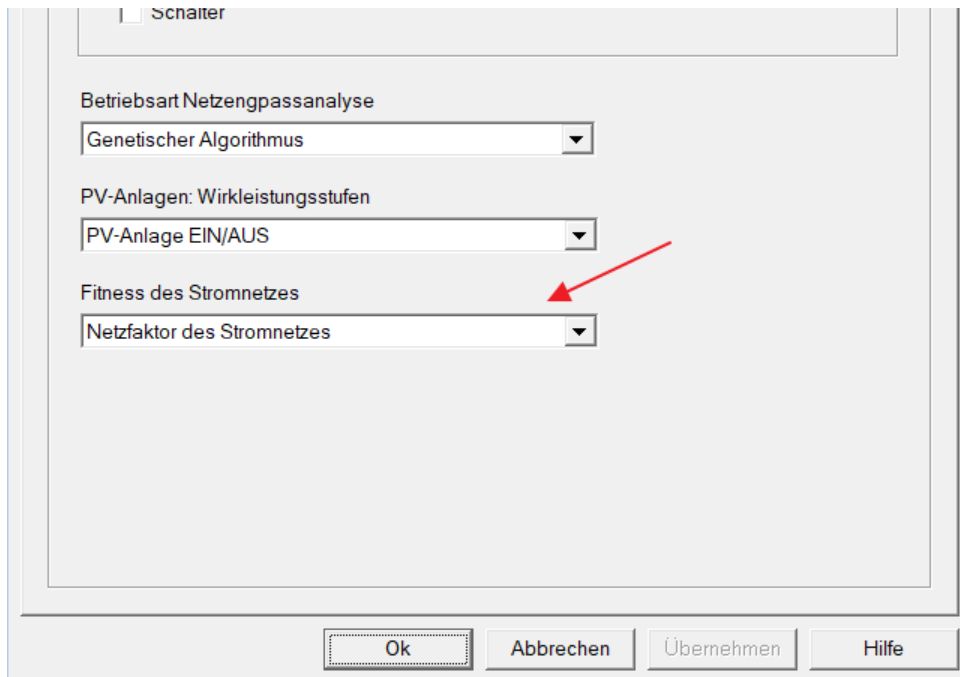 Schalter
Betriebsart Netzengpassanalyse
Genetischer Algorithmus
PV-Anlagen: Wirkleistungsstufen
PV-Anlage EIN/AUS
Fitness des Stromnetzes
Netzfaktor des Stromnetzes
Ok Abbrechen Übernehmen Hilfe